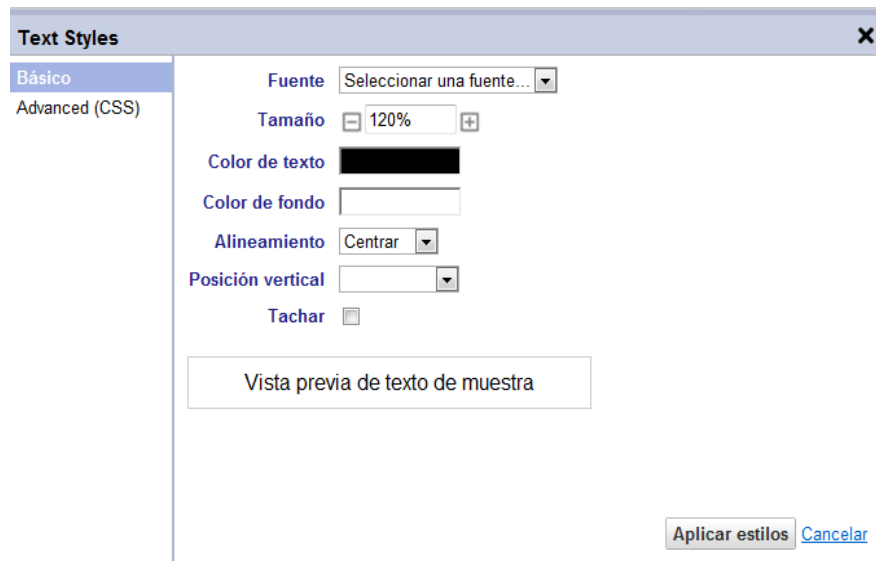 Text Styles
Básico
Advanced (CSS)
Fuente Seleccionar una fuente...
Tamaño 120%
Color de texto
Color de fondo
Alineamiento Centrar
Posición vertical
Tachar
Vista previa de texto de muestra
Aplicar estilos Cancelar